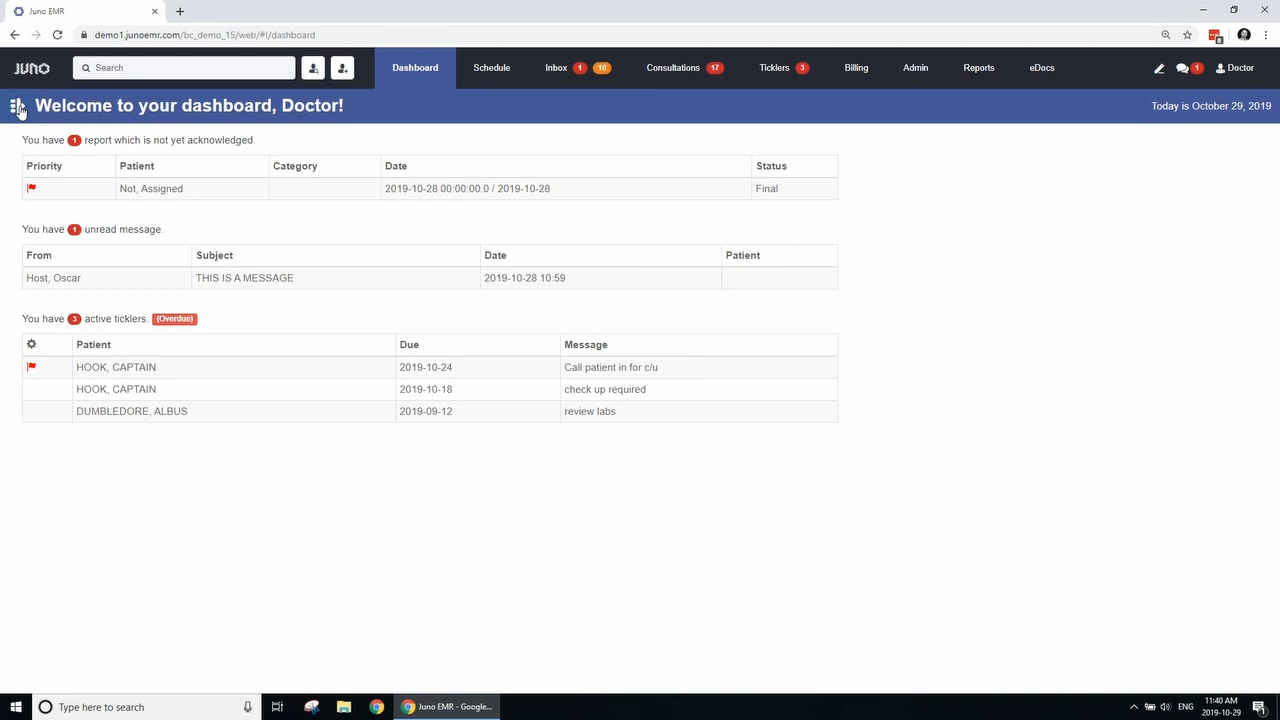 Juno EMR
demo1.junoemr.com/bc_demo_15/web/#!/dashboard
JUNO Search Dashboard Schedule Inbox 1 10 Consultations 17 Ticklers 3 Billing Admin Reports eDocs 1 Doctor
Welcome to your dashboard, Doctor! Today is October 29, 2019
You have 1 report which is not yet acknowledged.
Priority Patient Category Date Status
Not, Assigned 2019-10-28 00:00:00.0 / 2019-10-28 Final
You have 1 unread message.
From Subject Date Patient
Host, Oscar THIS IS A MESSAGE 2019-10-28 10:59
You have 3 active ticklers. (Overdue)
Patient Due Message
HOOK, CAPTAIN 2019-10-24 Call patient in for c/u
HOOK, CAPTAIN 2019-10-18 check up required
DUMBLEDORE, ALBUS 2019-09-12 review labs
Type here to search Juno EMR - Google... ENG 11:40 AM
2019-10-29 1